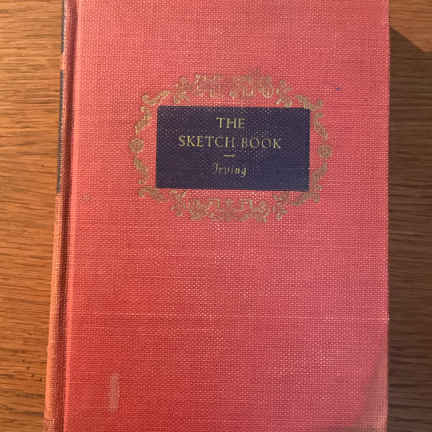 THE
SKETCH BOOK
Irving